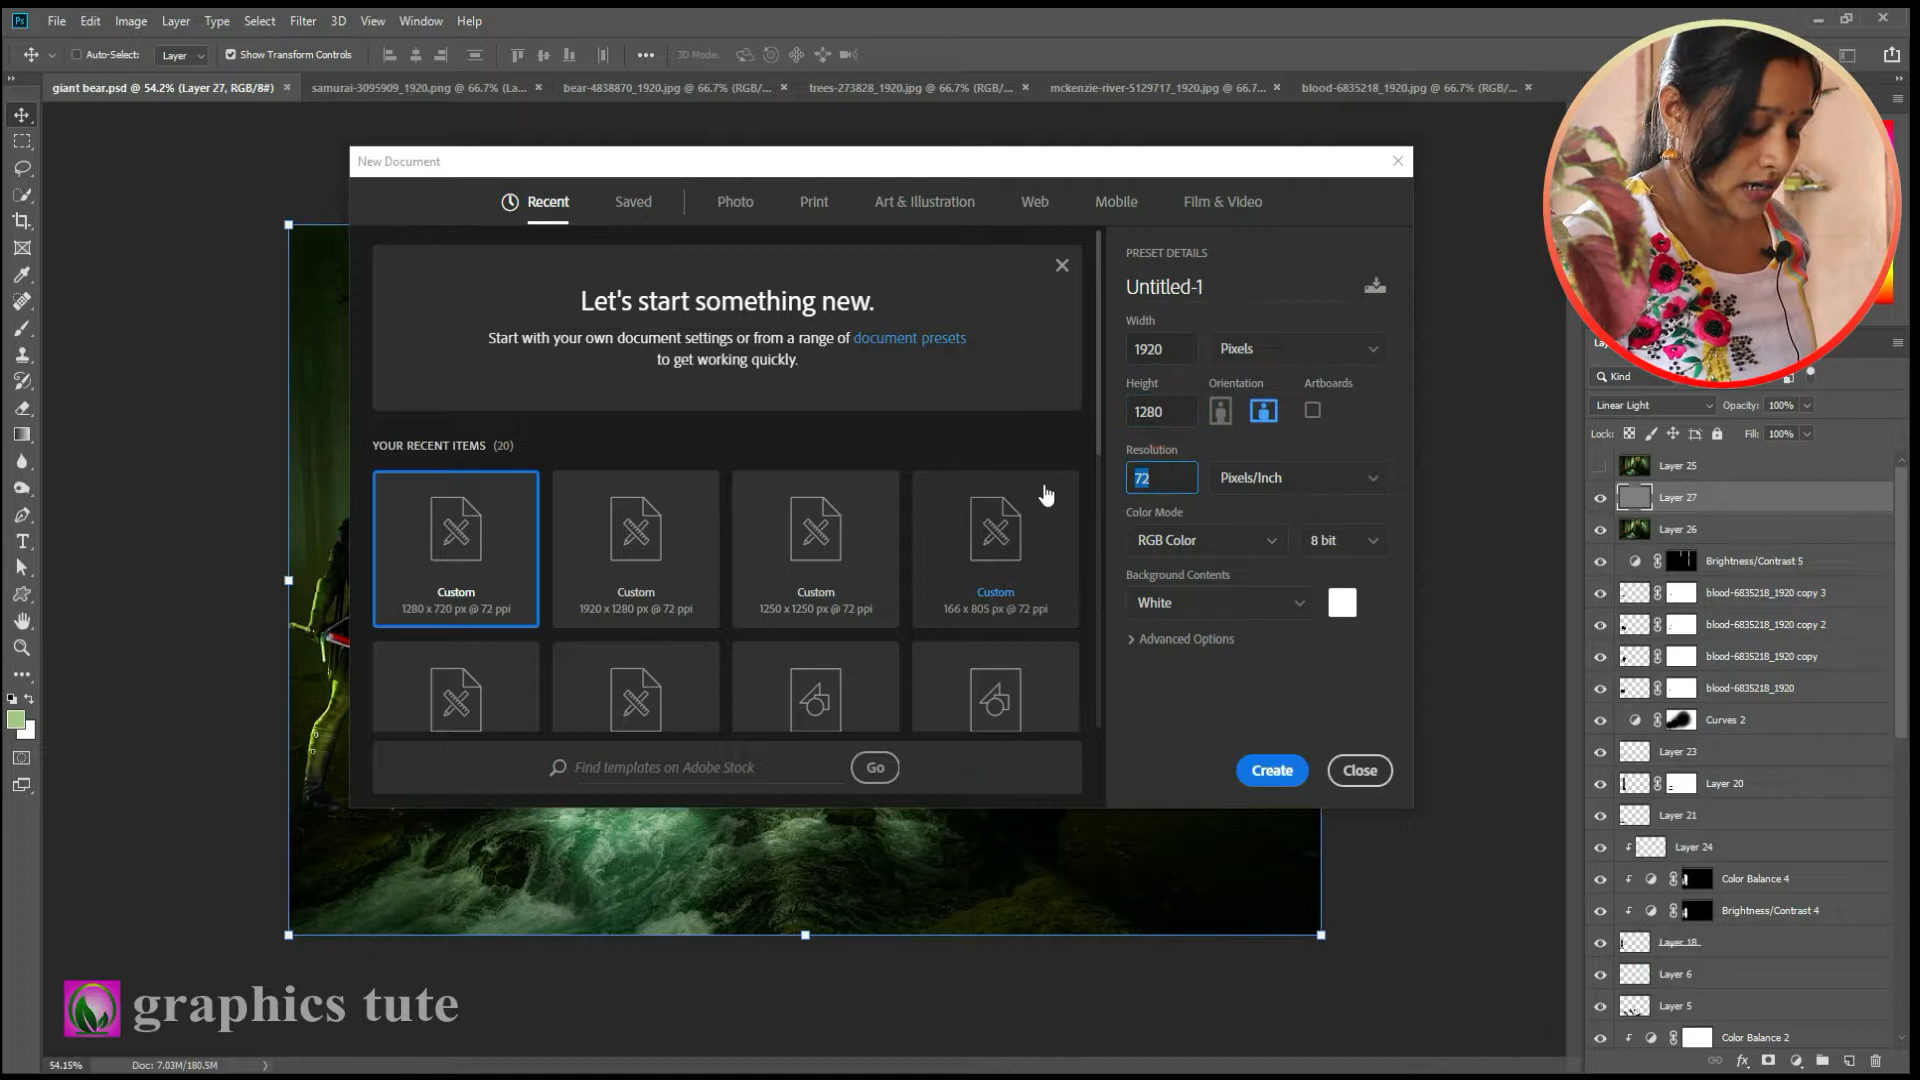 Ps File Edit Image Layer Type Select Filter 3D View Window Help
Auto-Select: Layer Show Transform Controls 3D Mode:
giant bear.psd @ 54.2% (Layer 27, RGB/8#) samurai-3095909_1920.png @ 66.7% (La... bear-4838870_1920.jpg @ 66.7% (RGB/... trees-273828_1920.jpg @ 66.7% (RGB/... mckenzie-river-5129717_1920.jpg @ 66.7... blood-6835218_1920.jpg @ 66.7% (RGB/...
New Document
Recent Saved Photo Print Art & Illustration Web Mobile Film & Video
Let's start something new.
Start with your own document settings or from a range of document presets
to get working quickly.
YOUR RECENT ITEMS (20)
Custom
1280 x 720 px @ 72 ppi
Custom
1920 x 1280 px @ 72 ppi
Custom
1250 x 1250 px @ 72 ppi
Custom
166 x 805 px @ 72 ppi
Find templates on Adobe Stock Go
PRESET DETAILS
Untitled-1
Width
1920 Pixels
Height Orientation Artboards
1280
Resolution
72 Pixels/Inch
Color Mode
RGB Color 8 bit
Background Contents
White
Advanced Options
Create Close
Kind
Linear Light Opacity: 100%
Lock: Fill: 100%
Layer 25
Layer 27
Layer 26
Brightness/Contrast 5
blood-6835218_1920 copy 3
blood-6835218_1920 copy 2
blood-6835218_1920 copy
blood-6835218_1920
Curves 2
Layer 23
Layer 20
Layer 21
Layer 24
Color Balance 4
Brightness/Contrast 4
Layer 18
Layer 6
Layer 5
Color Balance 2
fx
graphics tute
54.15% Doc: 7.03M/180.5M